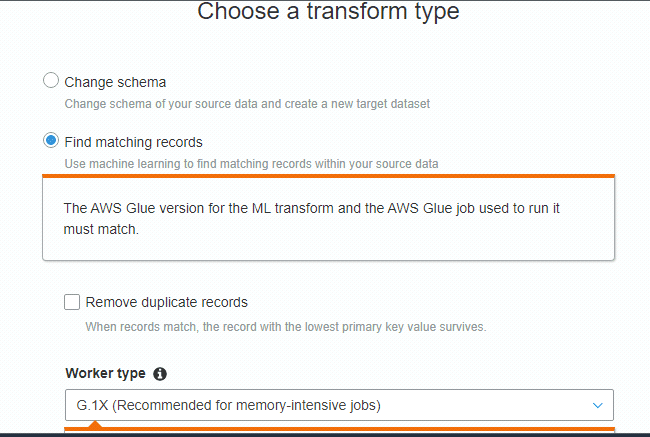 Choose a transform type
Change schema
Change schema of your source data and create a new target dataset
Find matching records
Use machine learning to find matching records within your source data
The AWS Glue version for the ML transform and the AWS Glue job used to run it
must match.
Remove duplicate records
When records match, the record with the lowest primary key value survives.
Worker type
G.1X (Recommended for memory-intensive jobs)